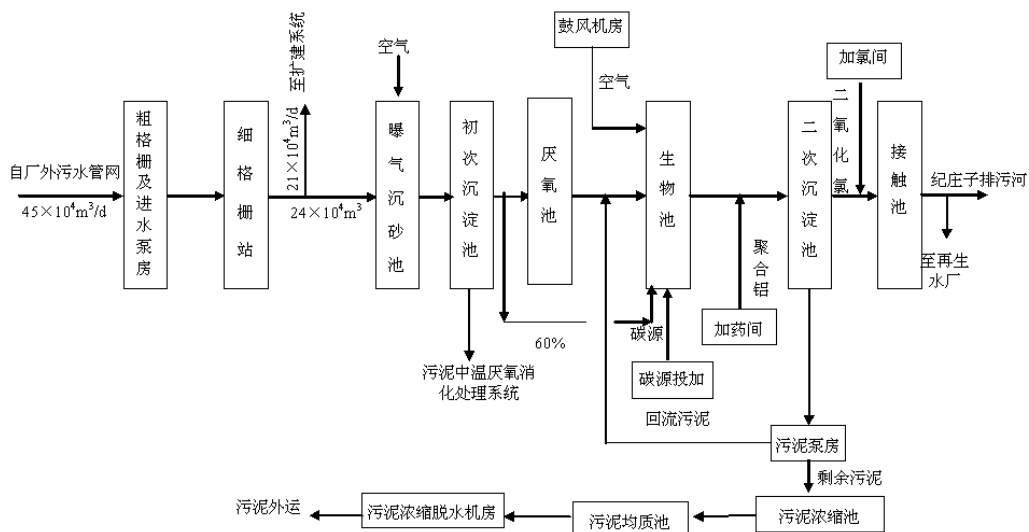 鼓风机房
至扩建系统
空气
加氯间
空气
21×10⁴m³/d
粗格栅及进水泵房
细格栅站
曝气沉砂池
初次沉淀池
厌氧池
生物池
二次沉淀池
二氧化氯
接触池
自厂外污水管网
45×10⁴m³/d
24×10⁴m³
纪庄子排污河
至再生
水厂
聚合铝
60%
碳源
加药间
污泥中温厌氧消
化处理系统
碳源投加
回流污泥
污泥泵房
剩余污泥
污泥外运
污泥浓缩脱水机房
污泥均质池
污泥浓缩池